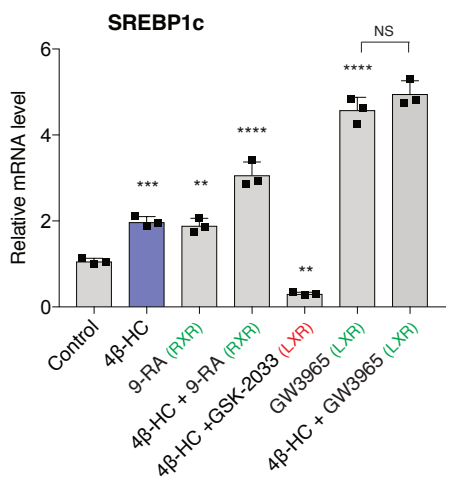 SREBP1c
NS
6
****
4
****
***
**
2
**
0
Relative mRNA level
Control
4β-HC
9-RA (RXR)
4β-HC + 9-RA (RXR)
4β-HC +GSK-2033 (LXR)
GW3965 (LXR)
4β-HC + GW3965 (LXR)